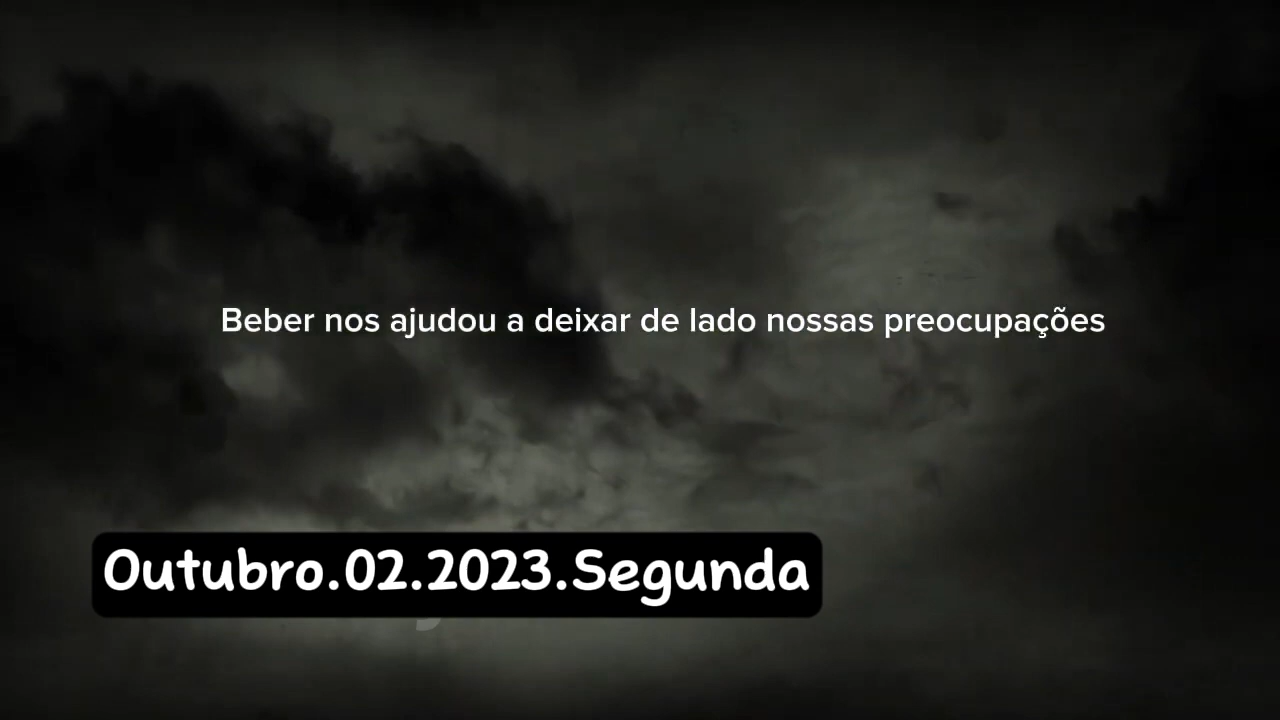 Beber nos ajudou a deixar de lado nossas preocupações
Outubro.02.2023.Segunda